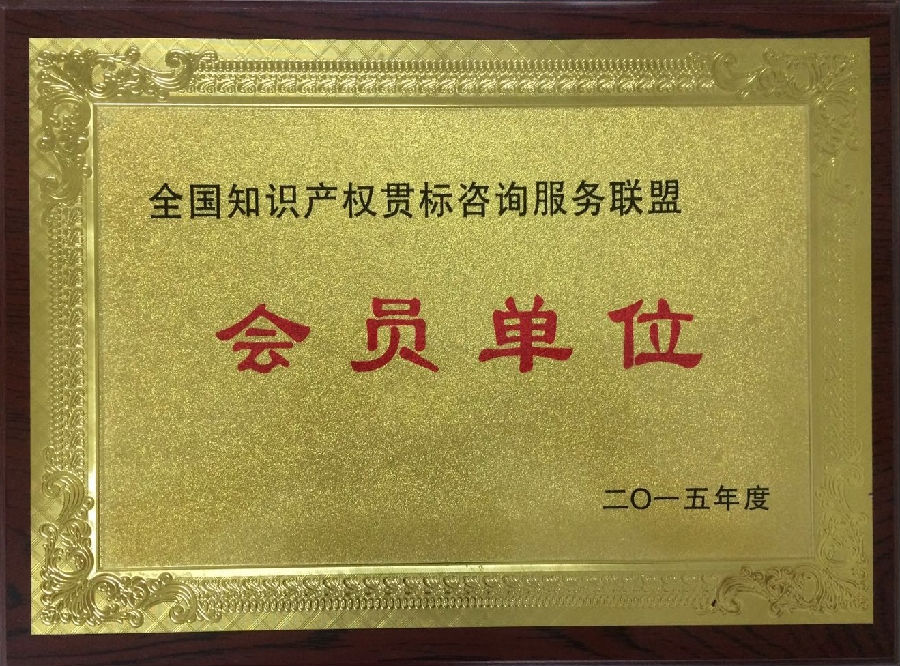 全国知识产权贯标咨询服务联盟
会员单位
二〇一五年度